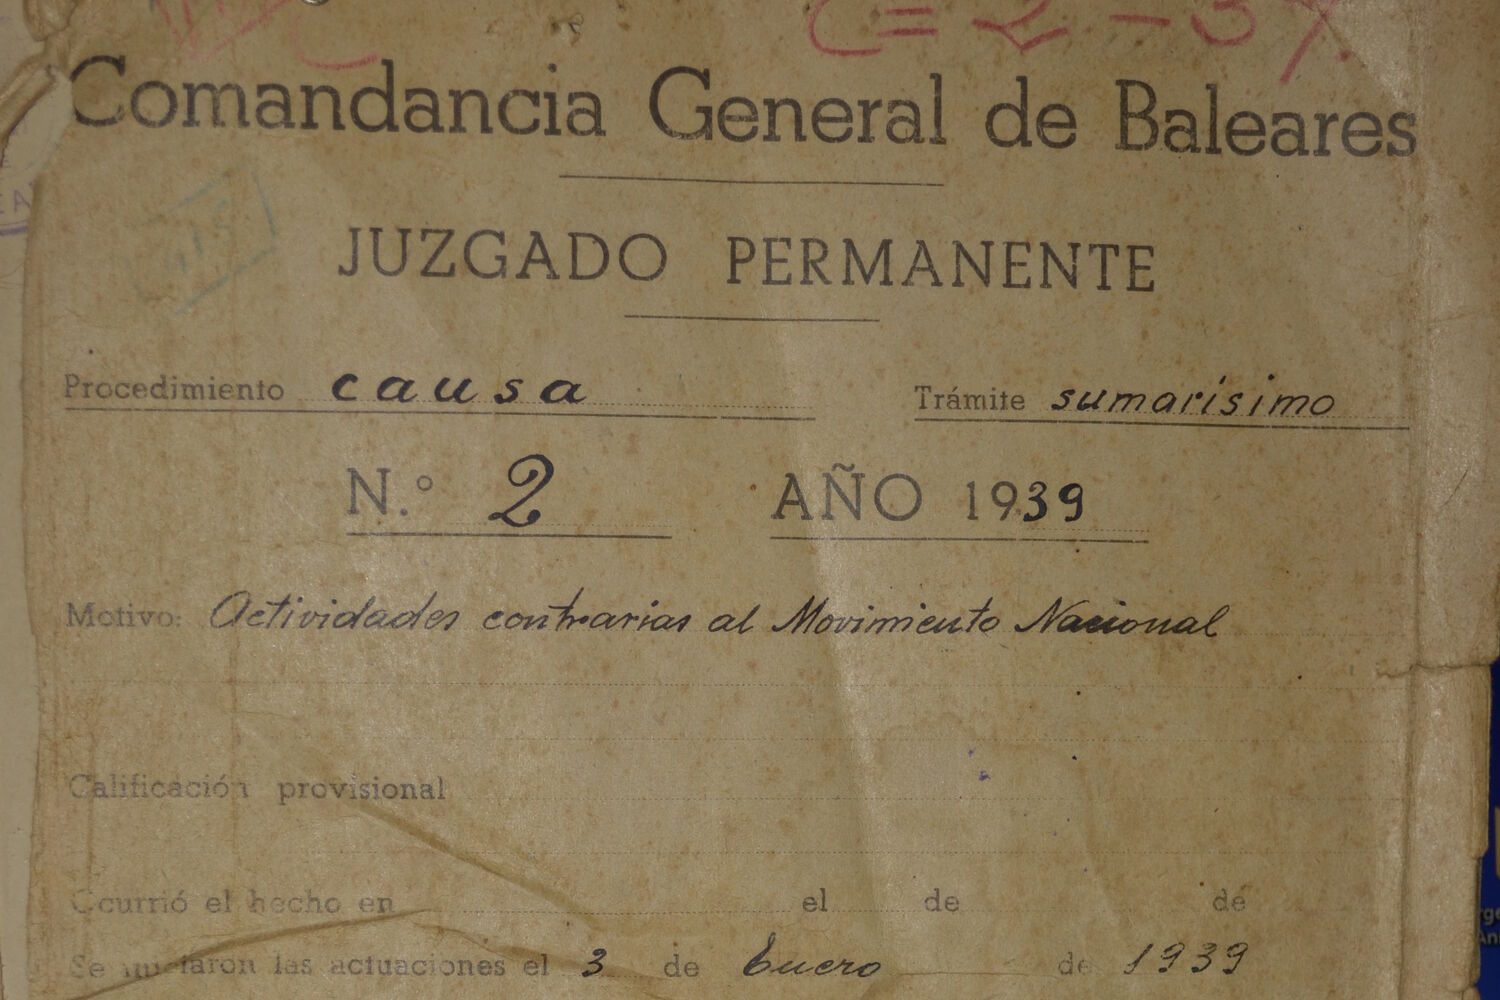 C=2-37.
Comandancia General de Baleares
JUZGADO PERMANENTE
Procedimiento causa Trámite sumarísimo
N.º 2 AÑO 1939
Motivo: Actividades contrarias al Movimiento Nacional
Calificación provisional
Ocurrió el hecho en el de de
Se iniciaron las actuaciones el 3 de Enero de 1939